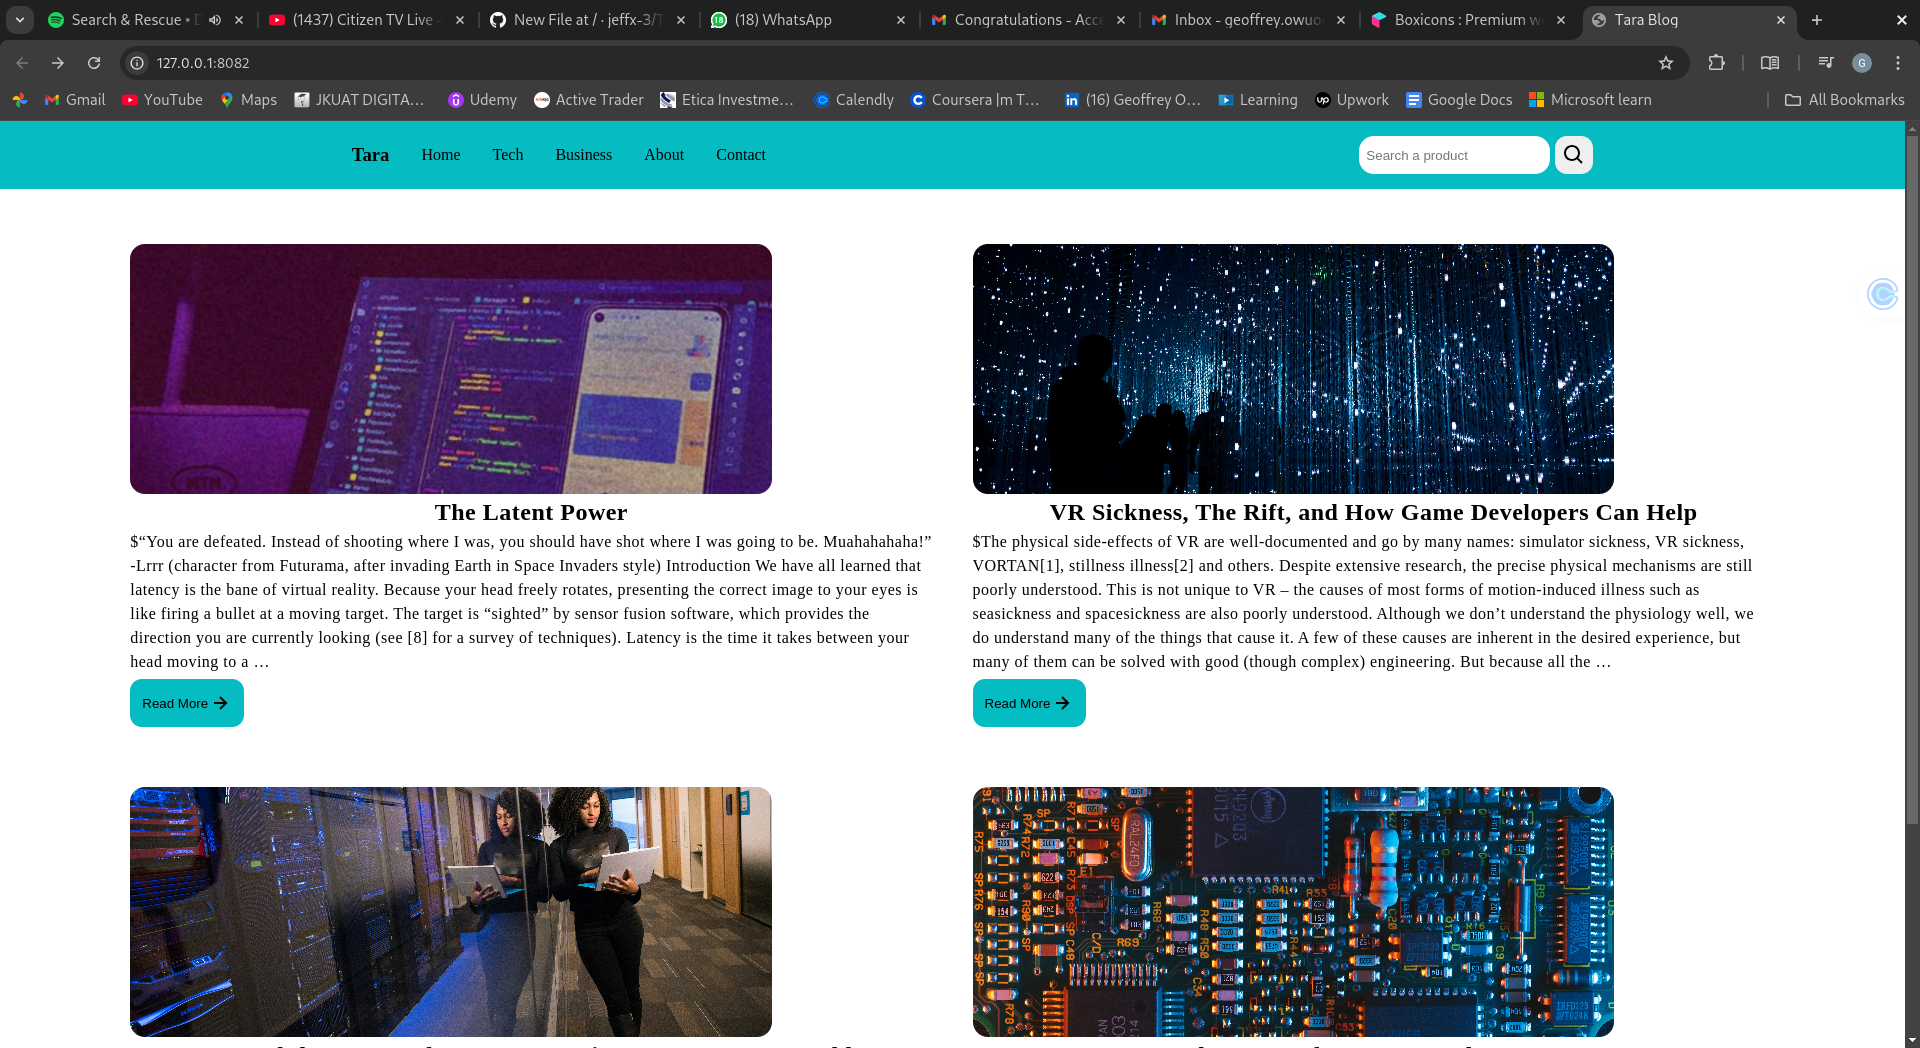 Search & Rescue • D
(1437) Citizen TV Live -
New File at / · jeffx-3/T
(18) WhatsApp
Congratulations - Acce
Inbox - geoffrey.owuo
Boxicons : Premium w
Tara Blog
127.0.0.1:8082
G
Gmail
YouTube
Maps
JKUAT DIGITA...
Udemy
Active Trader
Etica Investme...
Calendly
Coursera |m T...
(16) Geoffrey O...
Learning
Upwork
Google Docs
Microsoft learn
All Bookmarks
Tara
Home
Tech
Business
About
Contact
Search a product
The Latent Power
$“You are defeated. Instead of shooting where I was, you should have shot where I was going to be. Muahahahaha!”
-Lrrr (character from Futurama, after invading Earth in Space Invaders style) Introduction We have all learned that
latency is the bane of virtual reality. Because your head freely rotates, presenting the correct image to your eyes is
like firing a bullet at a moving target. The target is “sighted” by sensor fusion software, which provides the
direction you are currently looking (see [8] for a survey of techniques). Latency is the time it takes between your
head moving to a …
Read More
VR Sickness, The Rift, and How Game Developers Can Help
$The physical side-effects of VR are well-documented and go by many names: simulator sickness, VR sickness,
VORTAN[1], stillness illness[2] and others. Despite extensive research, the precise physical mechanisms are still
poorly understood. This is not unique to VR – the causes of most forms of motion-induced illness such as
seasickness and spacesickness are also poorly understood. Although we don’t understand the physiology well, we
do understand many of the things that cause it. A few of these causes are inherent in the desired experience, but
many of them can be solved with good (though complex) engineering. But because all the …
Read More